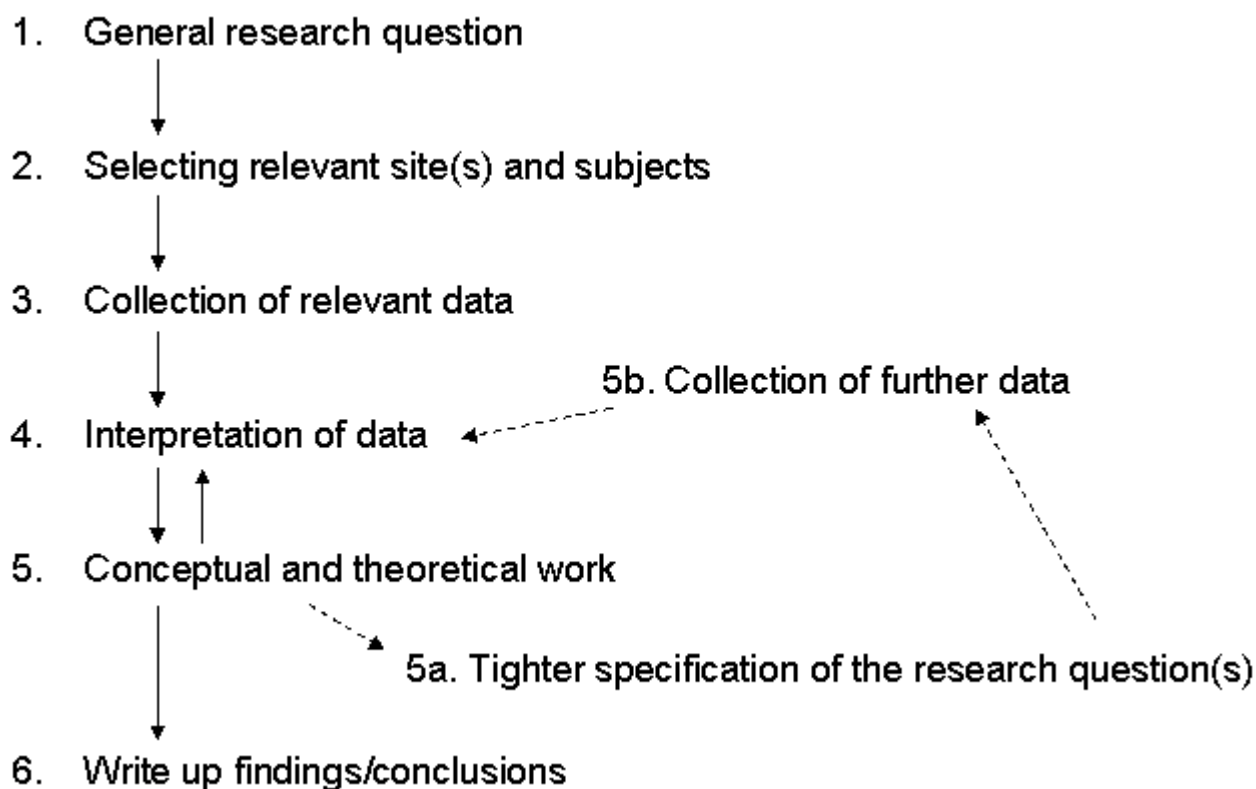 1. General research question
2. Selecting relevant site(s) and subjects
3. Collection of relevant data
5b. Collection of further data
4. Interpretation of data
5. Conceptual and theoretical work
5a. Tighter specification of the research question(s)
6. Write up findings/conclusions